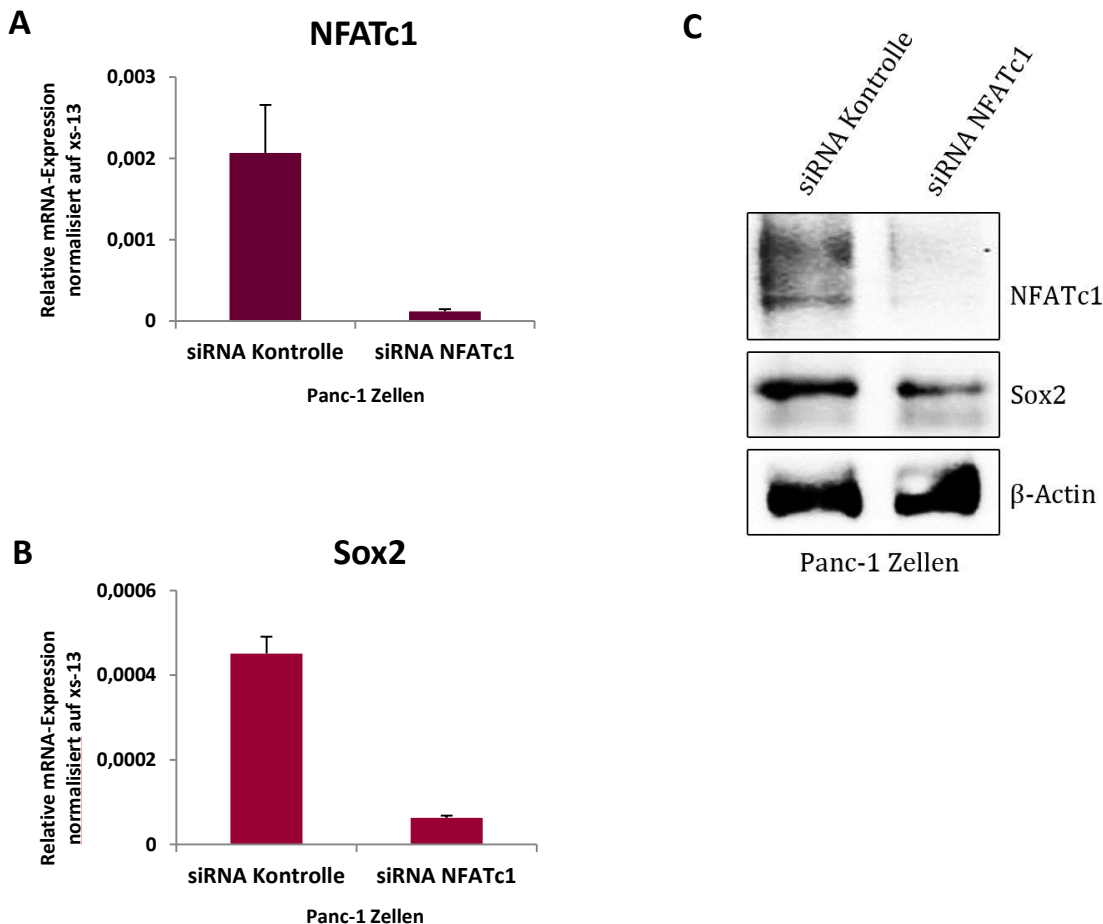 A
NFATc1
Relative mRNA-Expression
normalisiert auf xs-13
0,003
0,002
0,001
0
siRNA Kontrolle
siRNA NFATc1
Panc-1 Zellen
B
Sox2
Relative mRNA-Expression
normalisiert auf xs-13
0,0006
0,0004
0,0002
0
siRNA Kontrolle
siRNA NFATc1
Panc-1 Zellen
C
siRNA Kontrolle
siRNA NFATc1
NFATc1
Sox2
β-Actin
Panc-1 Zellen